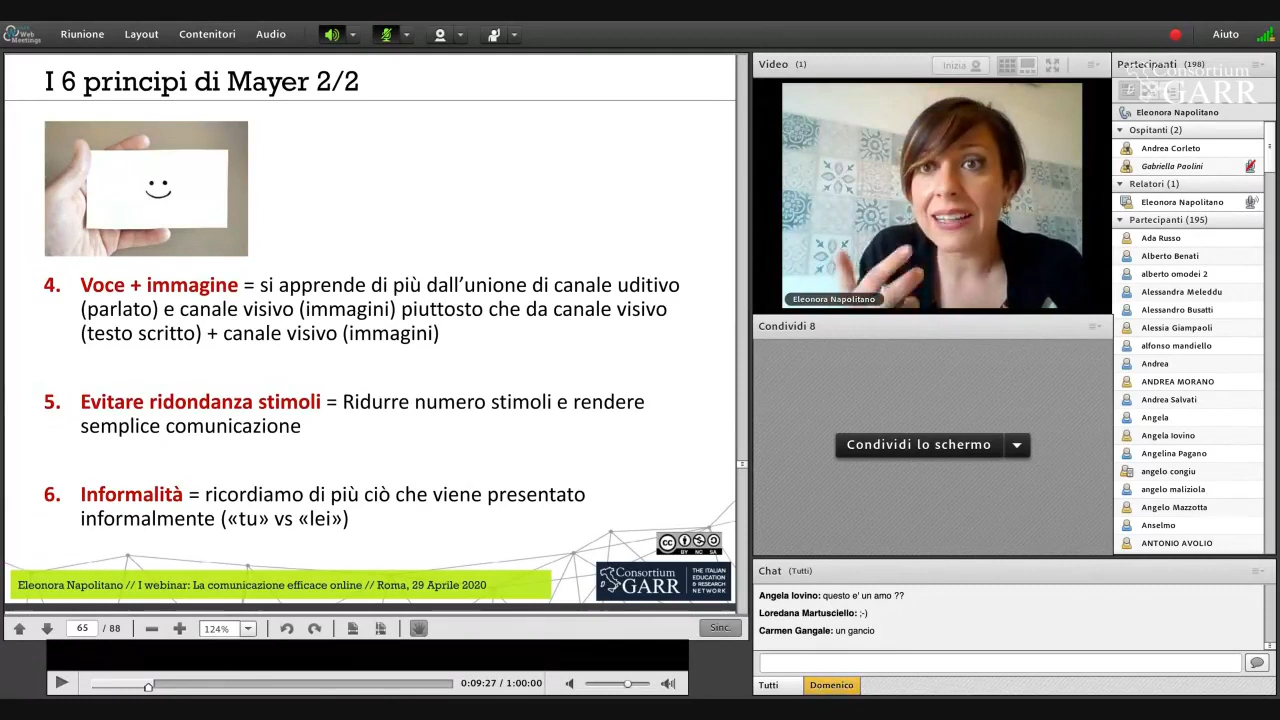 Web
Meetings
Riunione
Layout
Contenitori
Audio
Aiuto
I 6 principi di Mayer 2/2
4. Voce + immagine = si apprende di più dall’unione di canale uditivo
(parlato) e canale visivo (immagini) piuttosto che da canale visivo
(testo scritto) + canale visivo (immagini)
5. Evitare ridondanza stimoli = Ridurre numero stimoli e rendere
semplice comunicazione
6. Informalità = ricordiamo di più ciò che viene presentato
informalmente («tu» vs «lei»)
cc BY NC SA
Eleonora Napolitano // I webinar: La comunicazione efficace online // Roma, 29 Aprile 2020
Consortium
GARR
THE ITALIAN
EDUCATION
& RESEARCH
NETWORK
65 / 88
124%
Sinc.
0:09:27 / 1:00:00
Video (1)
Inizia
Eleonora Napolitano
Condividi 8
Condividi lo schermo
Partecipanti (198)
Consortium
GARR
Eleonora Napolitano
Ospitanti (2)
Andrea Corleto
Gabriella Paolini
Relatori (1)
Eleonora Napolitano
Partecipanti (195)
Ada Russo
Alberto Benati
alberto omodei 2
Alessandra Meleddu
Alessandro Busatti
Alessia Giampaoli
alfonso mandiello
Andrea
ANDREA MORANO
Andrea Salvati
Angela
Angela Iovino
Angelina Pagano
angelo congiu
angelo maliziola
Angelo Mazzotta
Anselmo
ANTONIO AVOLIO
Chat (Tutti)
Angela Iovino: questo e' un amo ??
Loredana Martusciello: ;-)
Carmen Gangale: un gancio
Tutti
Domenico